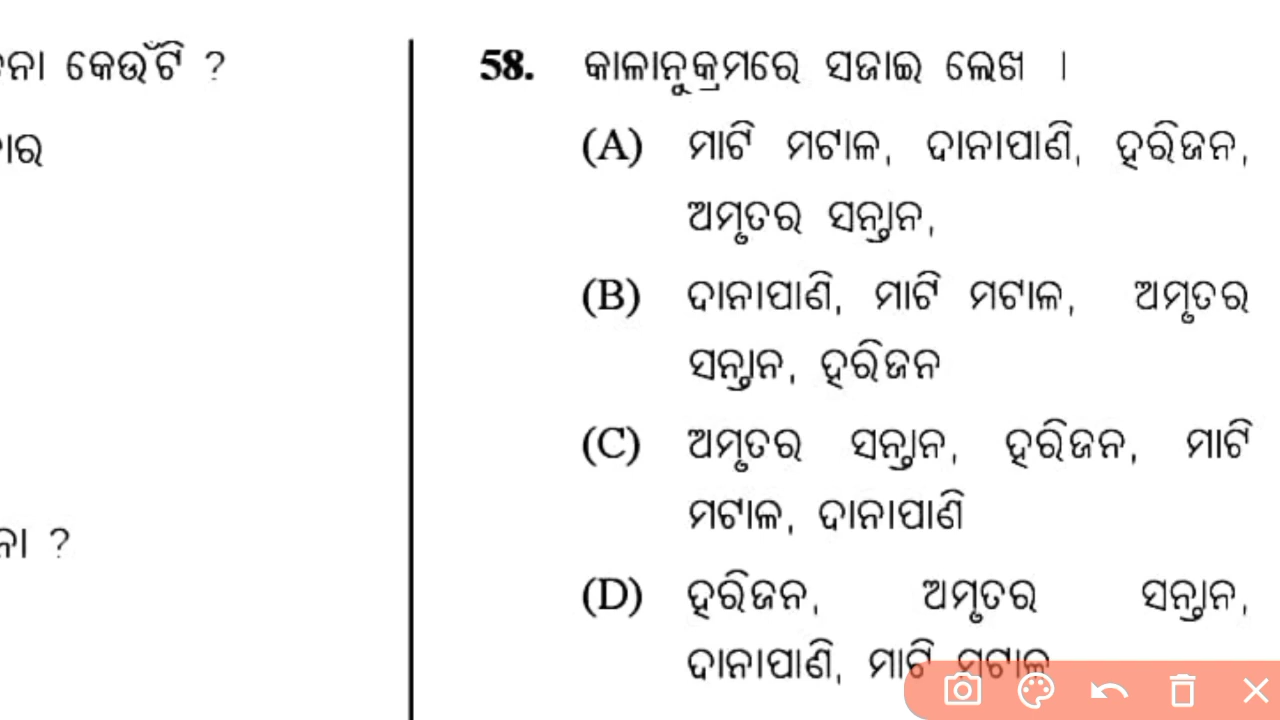 କେଉଁଟି ?
58. କାଳାନୁକ୍ରମରେ ସଜାଇ ଲେଖ ।
(A) ମାଟି ମଟାଳ, ଦାନାପାଣି, ହରିଜନ,
ଅମୃତର ସନ୍ତାନ,
(B) ଦାନାପାଣି, ମାଟି ମଟାଳ, ଅମୃତର
ସନ୍ତାନ, ହରିଜନ
(C) ଅମୃତର ସନ୍ତାନ, ହରିଜନ, ମାଟି
ମଟାଳ, ଦାନାପାଣି
(D) ହରିଜନ, ଅମୃତର ସନ୍ତାନ,
ଦାନାପାଣି, ମାଟି ମଟାଳ